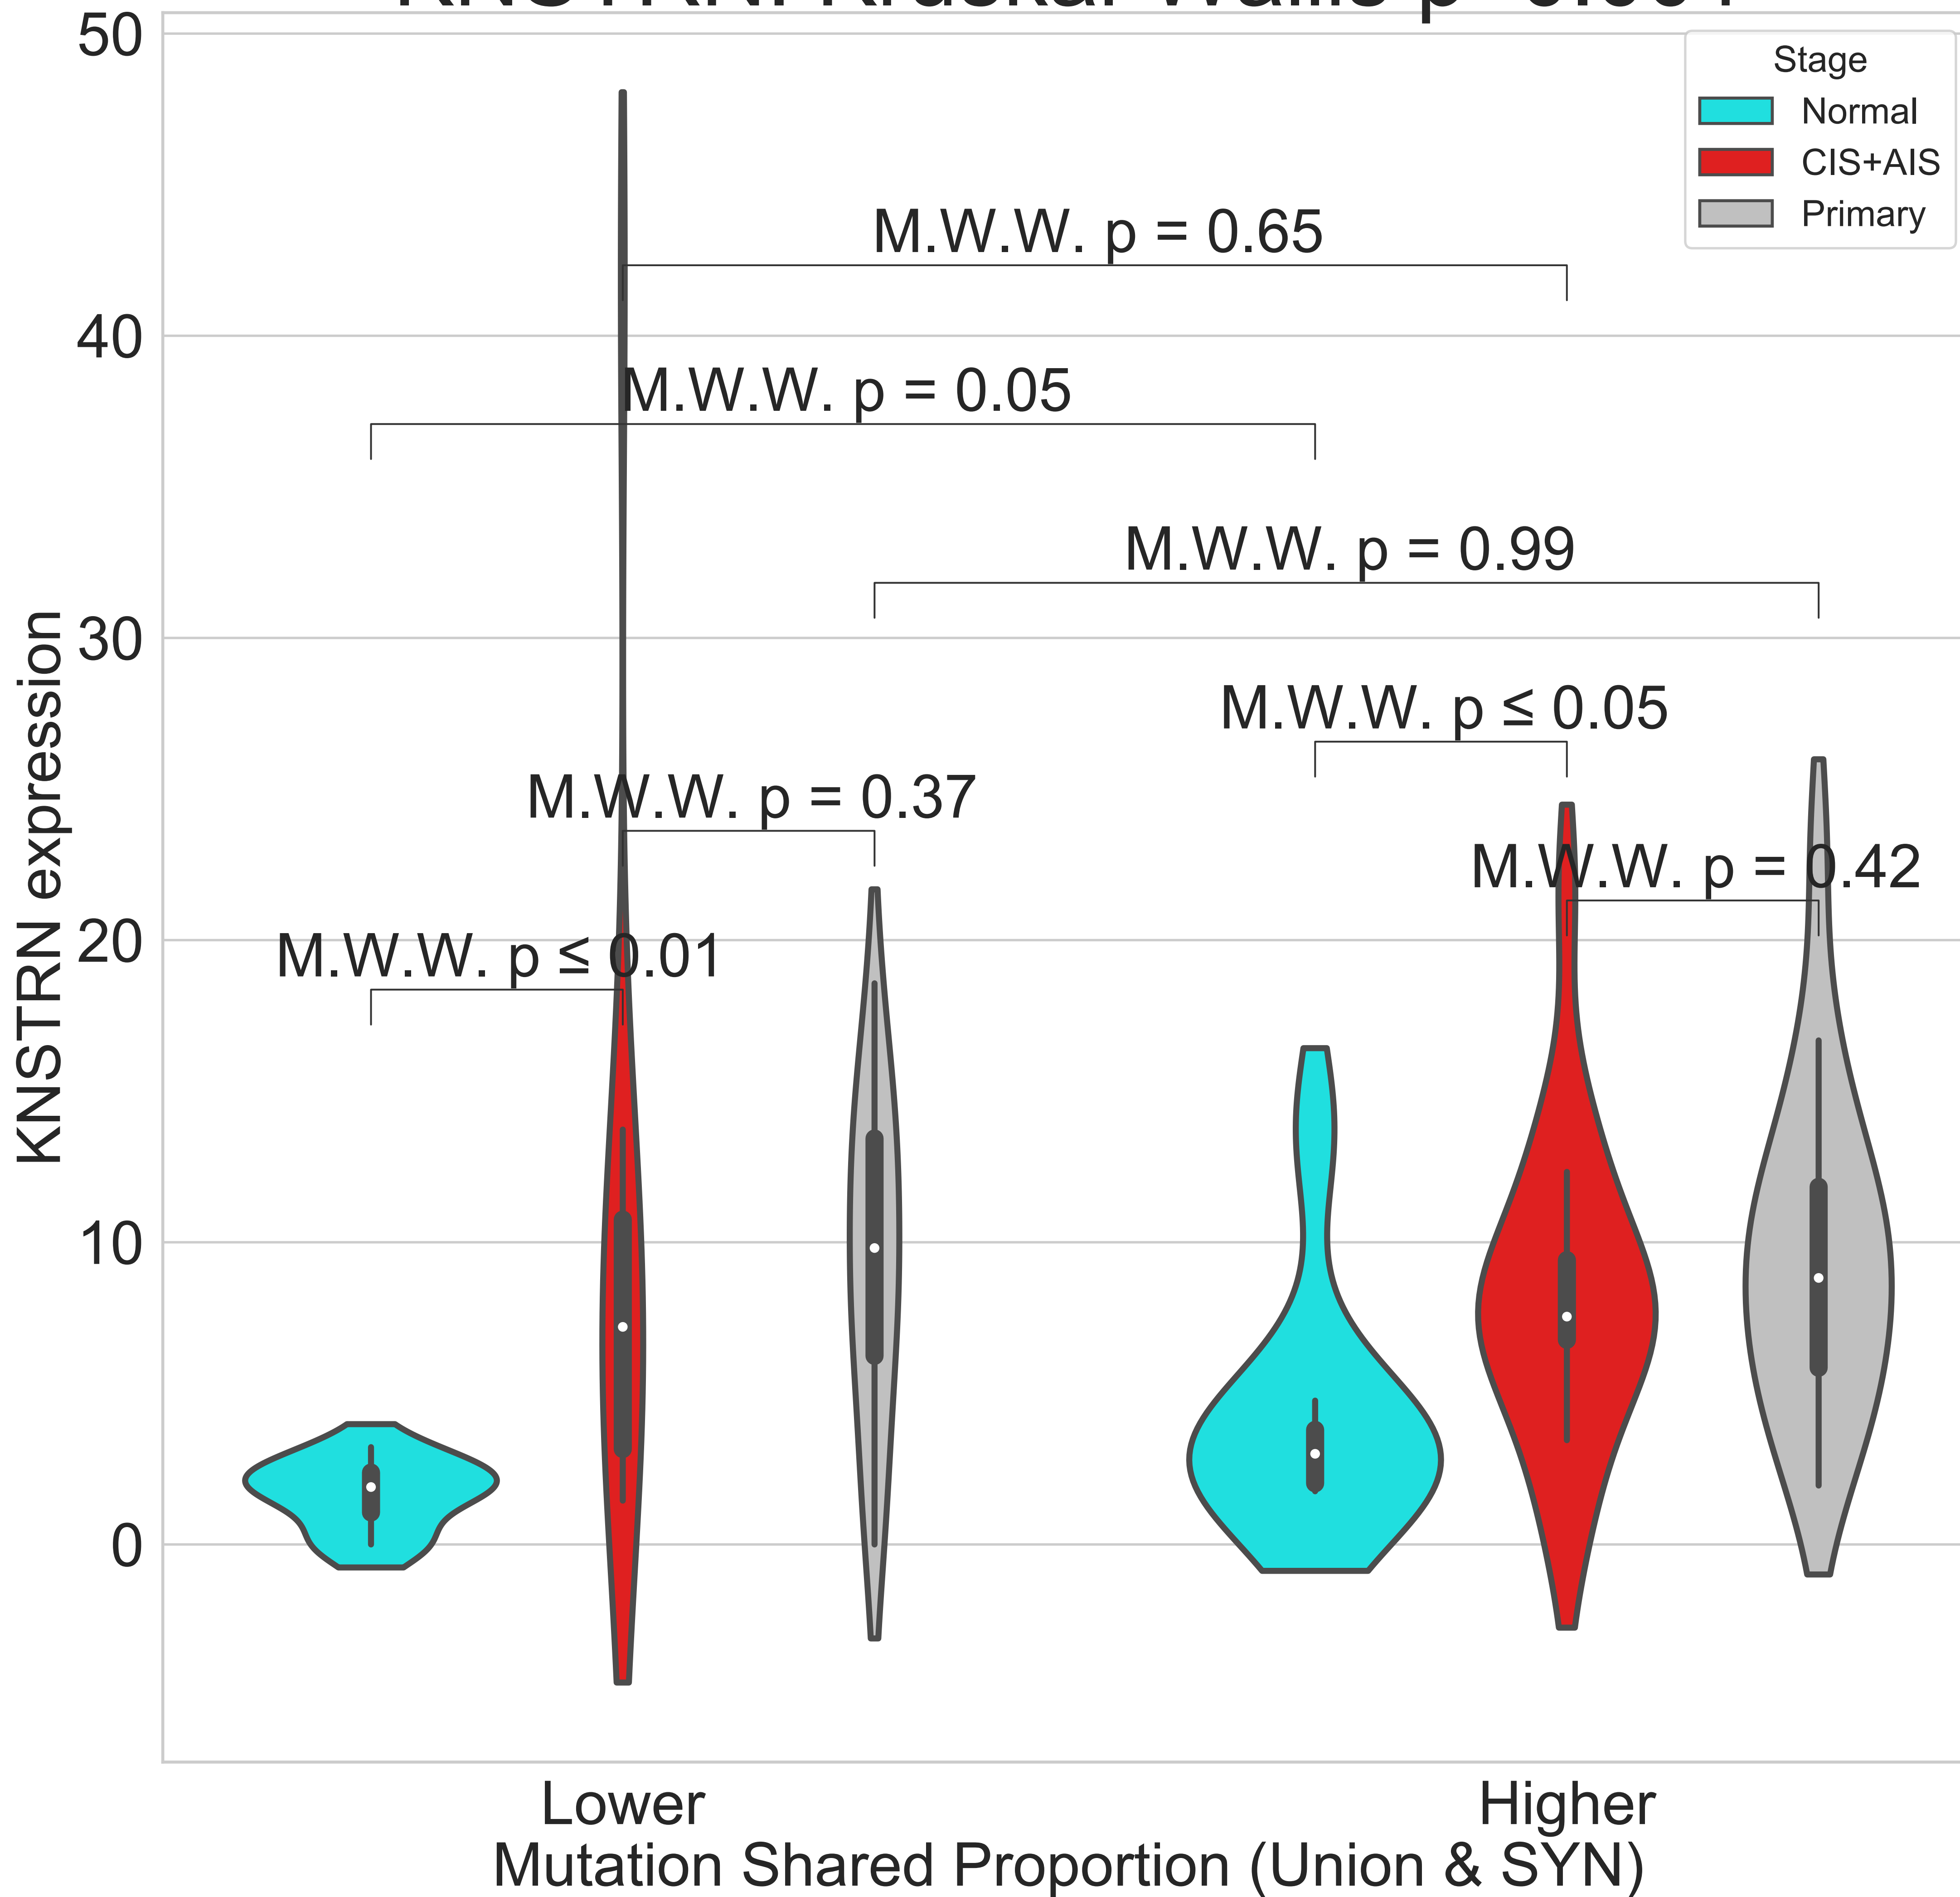 50
40
30
20
10
0
KNSTRN expression
Stage
Normal
CIS+AIS
Primary
M.W.W. p = 0.65
M.W.W. p = 0.05
M.W.W. p = 0.99
M.W.W. p ≤ 0.05
M.W.W. p = 0.37
M.W.W. p = 0.42
M.W.W. p ≤ 0.01
Lower
Higher
Mutation Shared Proportion (Union & SYN)